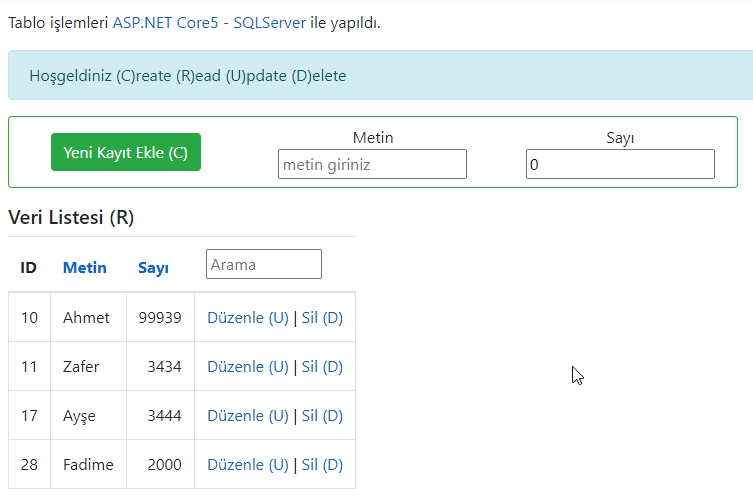 Tablo işlemleri ASP.NET Core5 - SQLServer ile yapıldı.
Hoşgeldiniz (C)reate (R)ead (U)pdate (D)elete
Metin Sayı
Yeni Kayıt Ekle (C) metin giriniz 0
Veri Listesi (R)
ID Metin Sayı Arama
10 Ahmet 99939 Düzenle (U) | Sil (D)
11 Zafer 3434 Düzenle (U) | Sil (D)
17 Ayşe 3444 Düzenle (U) | Sil (D)
28 Fadime 2000 Düzenle (U) | Sil (D)